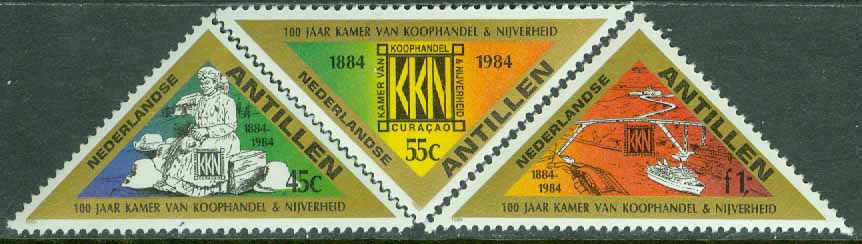 NEDERLANDSE
ANTILLEN
1884-
1984
KKN
45c
100 JAAR KAMER VAN KOOPHANDEL & NIJVERHEID
100 JAAR KAMER VAN KOOPHANDEL & NIJVERHEID
1884
1984
KAMER VAN
KOOPHANDEL
& NIJVERHEID
KKN
CURAÇAO
NEDERLANDSE
ANTILLEN
55c
NEDERLANDSE
ANTILLEN
KKN
1884-
1984
f1,-
100 JAAR KAMER VAN KOOPHANDEL & NIJVERHEID